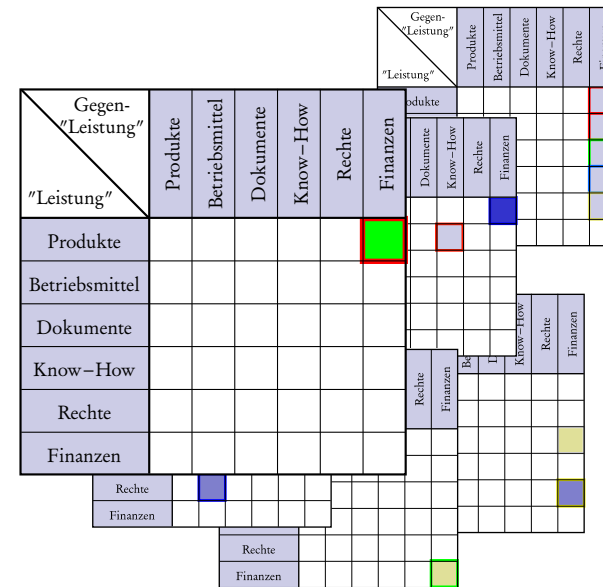 Gegen-
"Leistung"
"Leistung"
Produkte
Betriebsmittel
Dokumente
Know-How
Rechte
Gegen-
"Leistung"
"Leistung"
Produkte
Betriebsmittel
Dokumente
Know-How
Rechte
Finanzen
Dokumente
Know-How
Rechte
Finanzen
Produkte
Betriebsmittel
Dokumente
Know-How
Rechte
Finanzen
Know-How
Rechte
Finanzen
Rechte
Finanzen
Rechte
Finanzen
Rechte
Finanzen